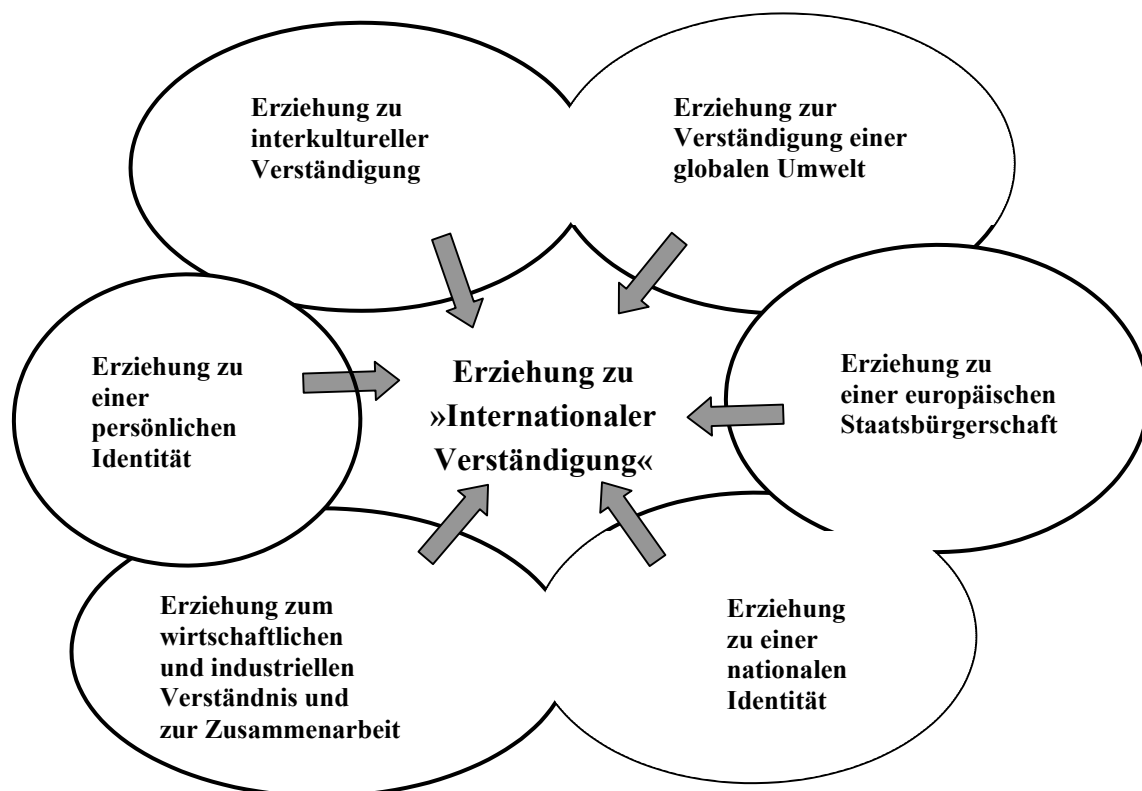 Erziehung zu
interkultureller
Verständigung
Erziehung zur
Verständigung einer
globalen Umwelt
Erziehung zu
einer
persönlichen
Identität
Erziehung zu
»Internationaler
Verständigung«
Erziehung zu
einer europäischen
Staatsbürgerschaft
Erziehung zum
wirtschaftlichen
und industriellen
Verständnis und
zur Zusammenarbeit
Erziehung
zu einer
nationalen
Identität